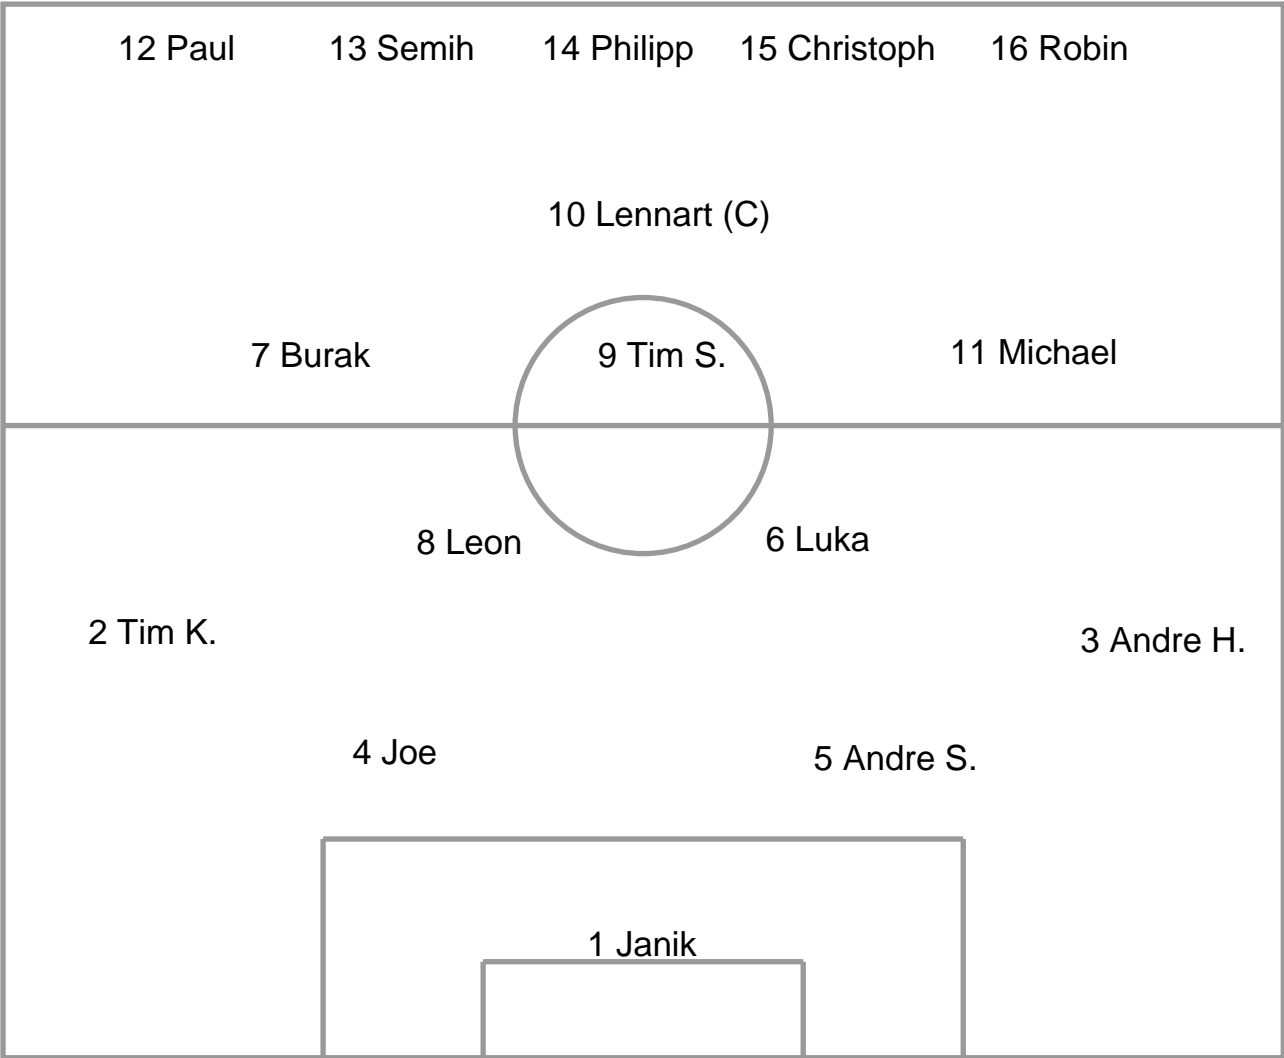 12 Paul 13 Semih 14 Philipp 15 Christoph 16 Robin
10 Lennart (C)
7 Burak 9 Tim S. 11 Michael
8 Leon 6 Luka
2 Tim K. 3 Andre H.
4 Joe 5 Andre S.
1 Janik